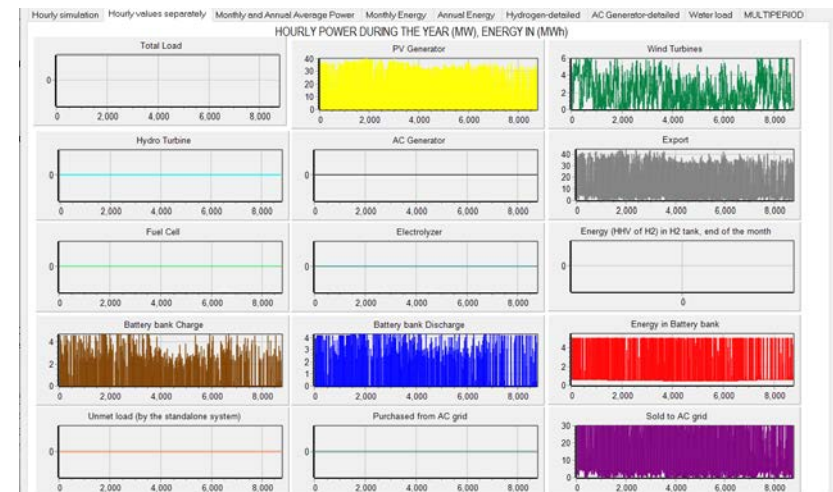 Hourly simulation Hourly values separately Monthly and Annual Average Power Monthly Energy Annual Energy Hydrogen-detailed AC Generator-detailed Water load MULTIPERIOD
HOURLY POWER DURING THE YEAR (MW), ENERGY IN (MWh)
Total Load
0
0 2,000 4,000 6,000 8,000
PV Generator
40
30
20
10
0
0 2,000 4,000 6,000 8,000
Wind Turbines
6
4
2
0
0 2,000 4,000 6,000 8,000
Hydro Turbine
0
0 2,000 4,000 6,000 8,000
AC Generator
0
0 2,000 4,000 6,000 8,000
Export
40
30
20
10
0
0 2,000 4,000 6,000 8,000
Fuel Cell
0
0 2,000 4,000 6,000 8,000
Electrolyzer
0
0 2,000 4,000 6,000 8,000
Energy (HHV of H2) in H2 tank, end of the month
0
0
Battery bank Charge
4
2
0
0 2,000 4,000 6,000 8,000
Battery bank Discharge
4
3
2
1
0
0 2,000 4,000 6,000 8,000
Energy in Battery bank
4
2
0
0 2,000 4,000 6,000 8,000
Unmet load (by the standalone system)
0
0 2,000 4,000 6,000 8,000
Purchased from AC grid
0
0 2,000 4,000 6,000 8,000
Sold to AC grid
30
20
10
0
0 2,000 4,000 6,000 8,000